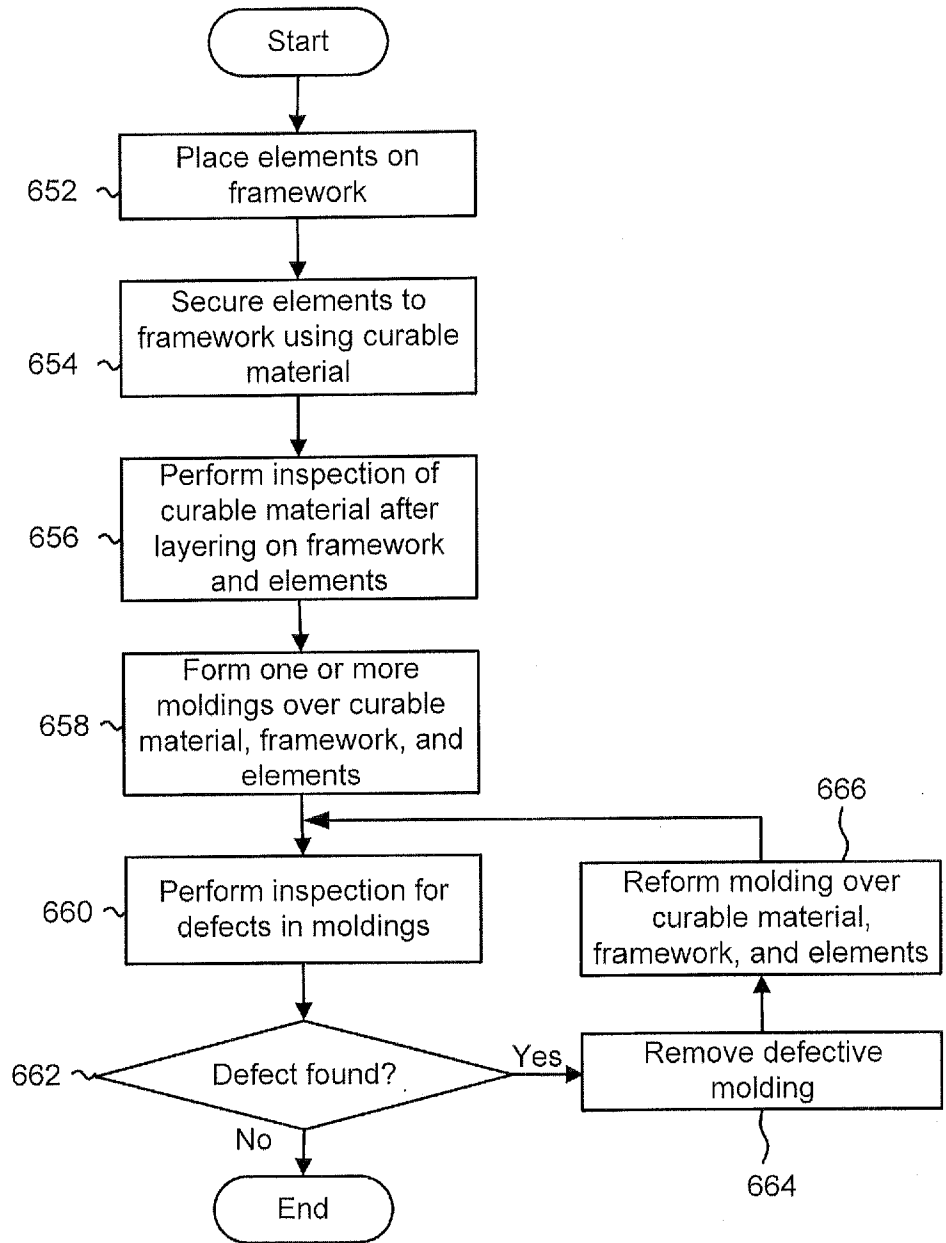 Start
Place elements on
framework
652
Secure elements to
framework using curable
material
654
Perform inspection of
curable material after
layering on framework
and elements
656
Form one or more
moldings over curable
material, framework, and
elements
658
666
Reform molding over
curable material,
framework, and elements
Perform inspection for
defects in moldings
660
Defect found?
662
Yes
Remove defective
molding
664
No
End